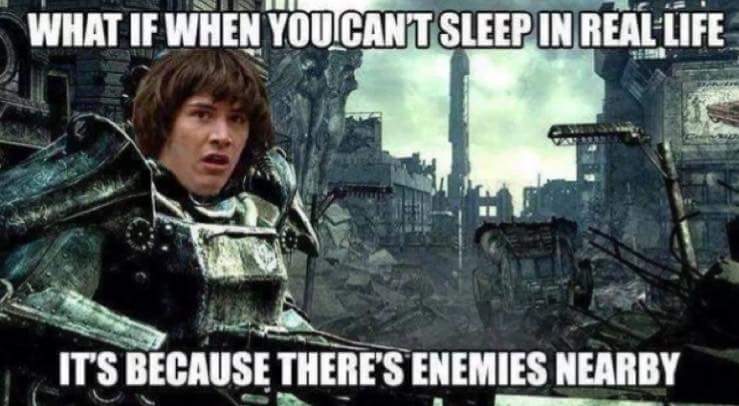 WHAT IF WHEN YOU CAN'T SLEEP IN REAL LIFE
IT'S BECAUSE THERE'S ENEMIES NEARBY